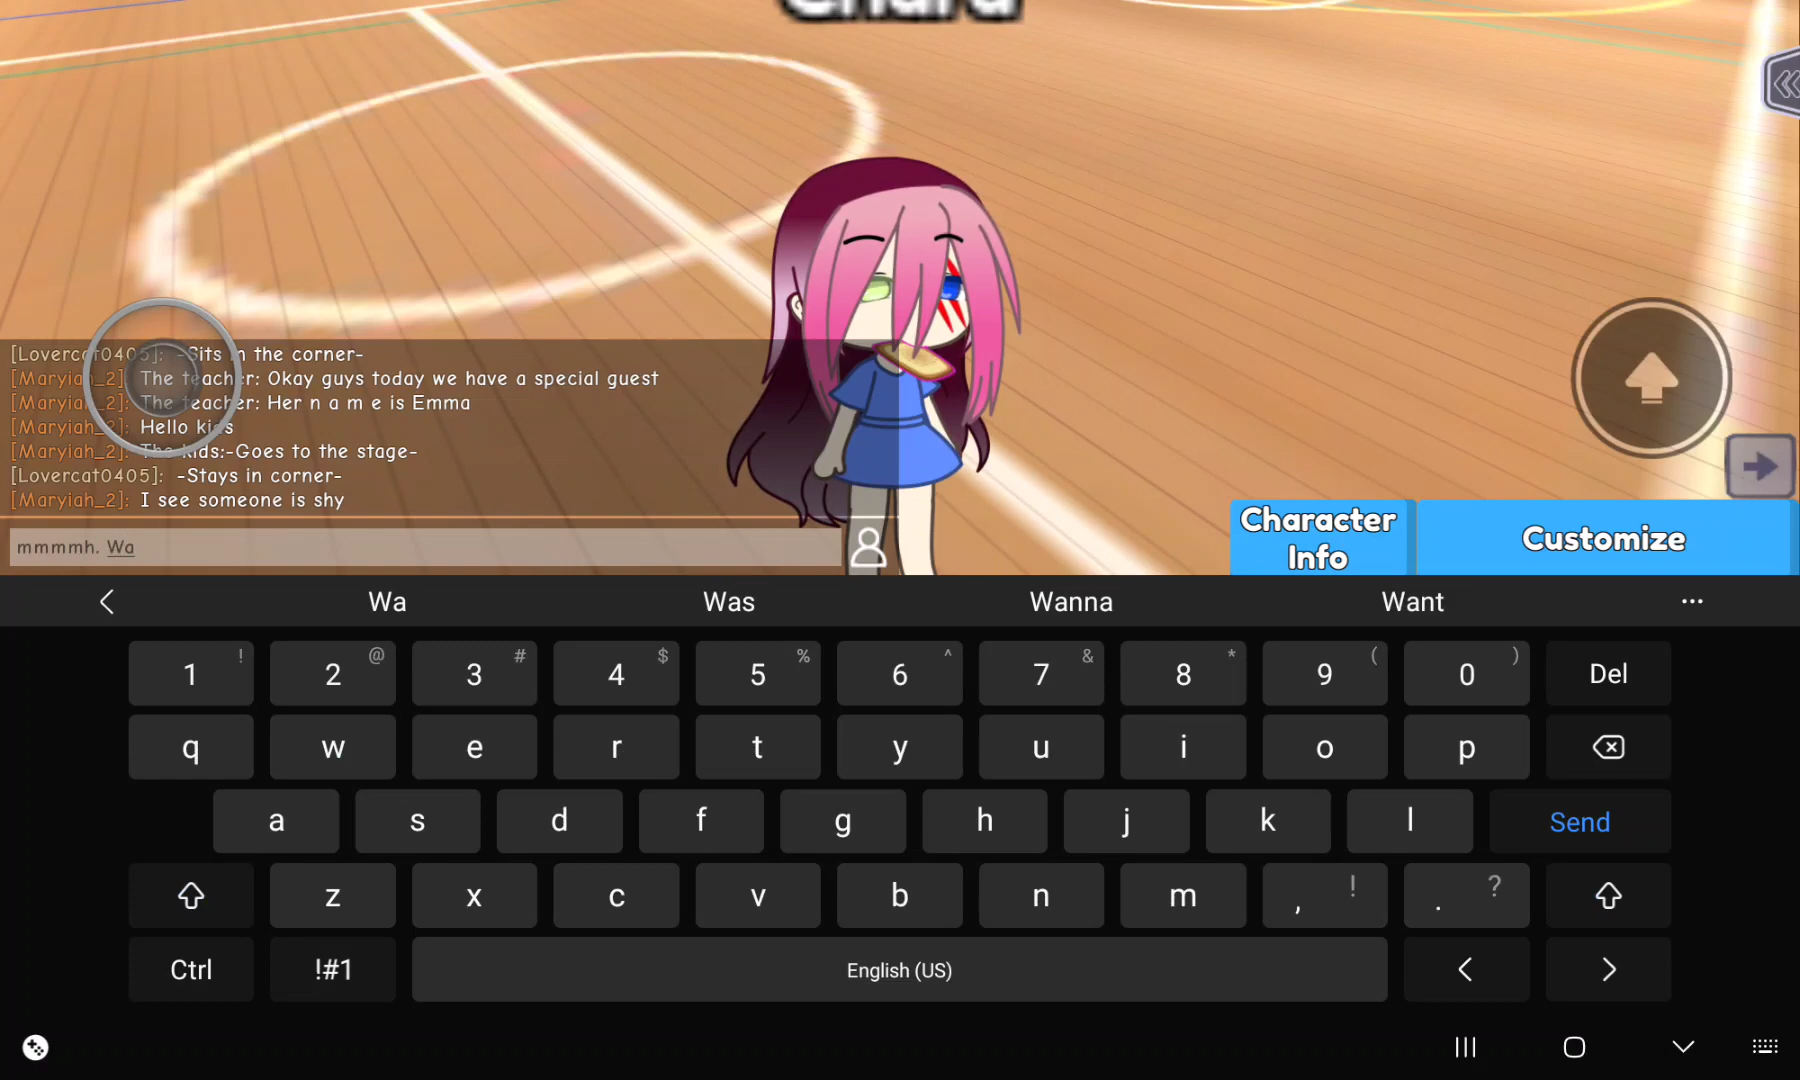 Chara
[Lovercat0405]: -Sits in the corner-
[Maryiah_2]: The teacher: Okay guys today we have a special guest
[Maryiah_2]: The teacher: Her n a m e is Emma
[Maryiah_2]: Hello kids
[Maryiah_2]: The kids:-Goes to the stage-
[Lovercat0405]: -Stays in corner-
[Maryiah_2]: I see someone is shy
mmmmh. Wa
Character
Info
Customize
Wa Was Wanna Want ...
1 ! 2 @ 3 # 4 $ 5 % 6 ^ 7 & 8 * 9 ( 0 ) Del
q w e r t y u i o p
a s d f g h j k l Send
z x c v b n m , ! . ?
Ctrl !#1 English (US) < >